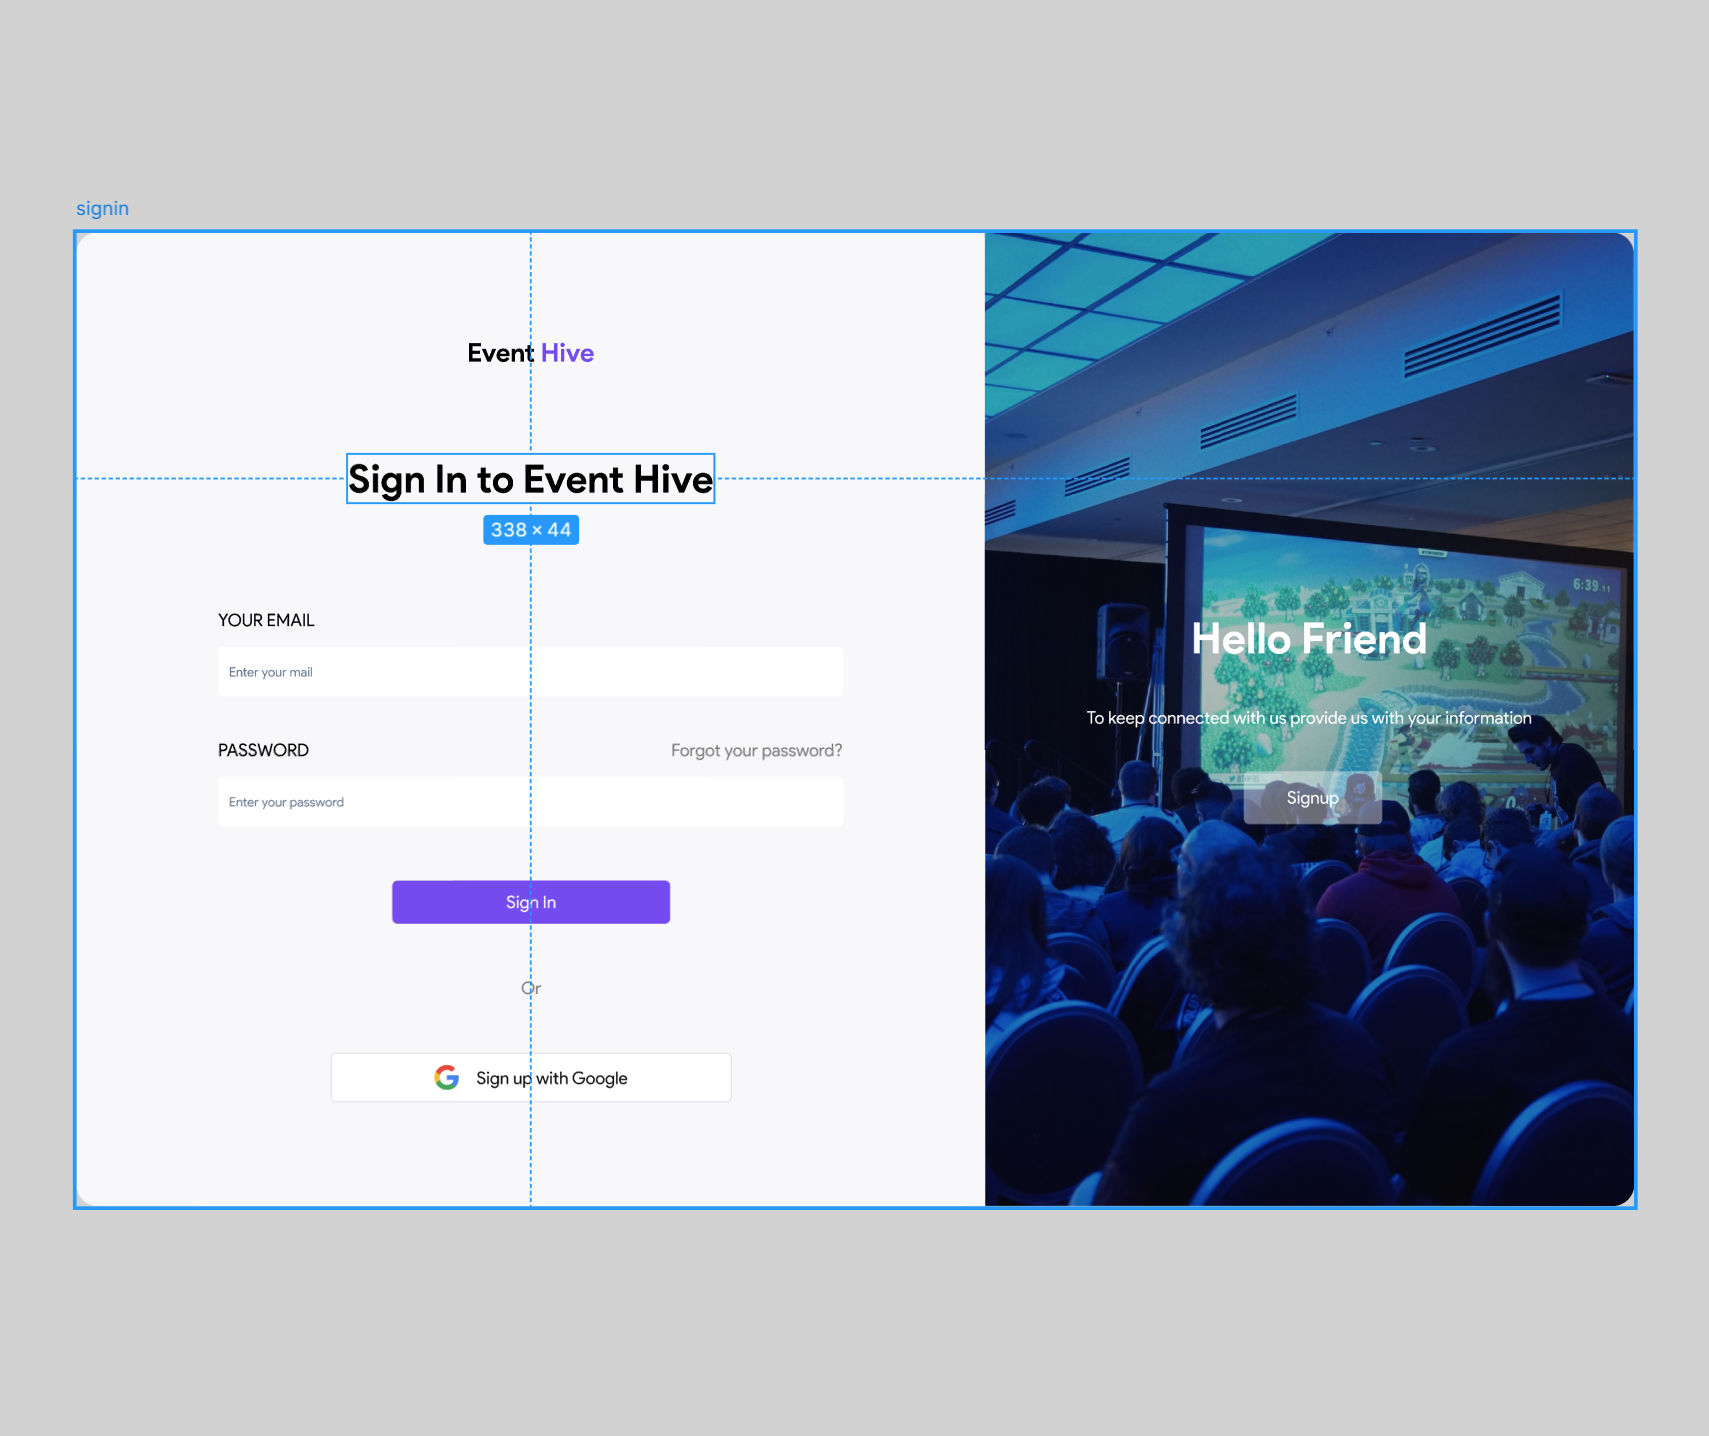 signin
Event Hive
Sign In to Event Hive
338 × 44
YOUR EMAIL
Enter your mail
PASSWORD
Forgot your password?
Enter your password
Sign In
Or
Sign up with Google
6:39.11
Hello Friend
To keep connected with us provide us with your information
Signup